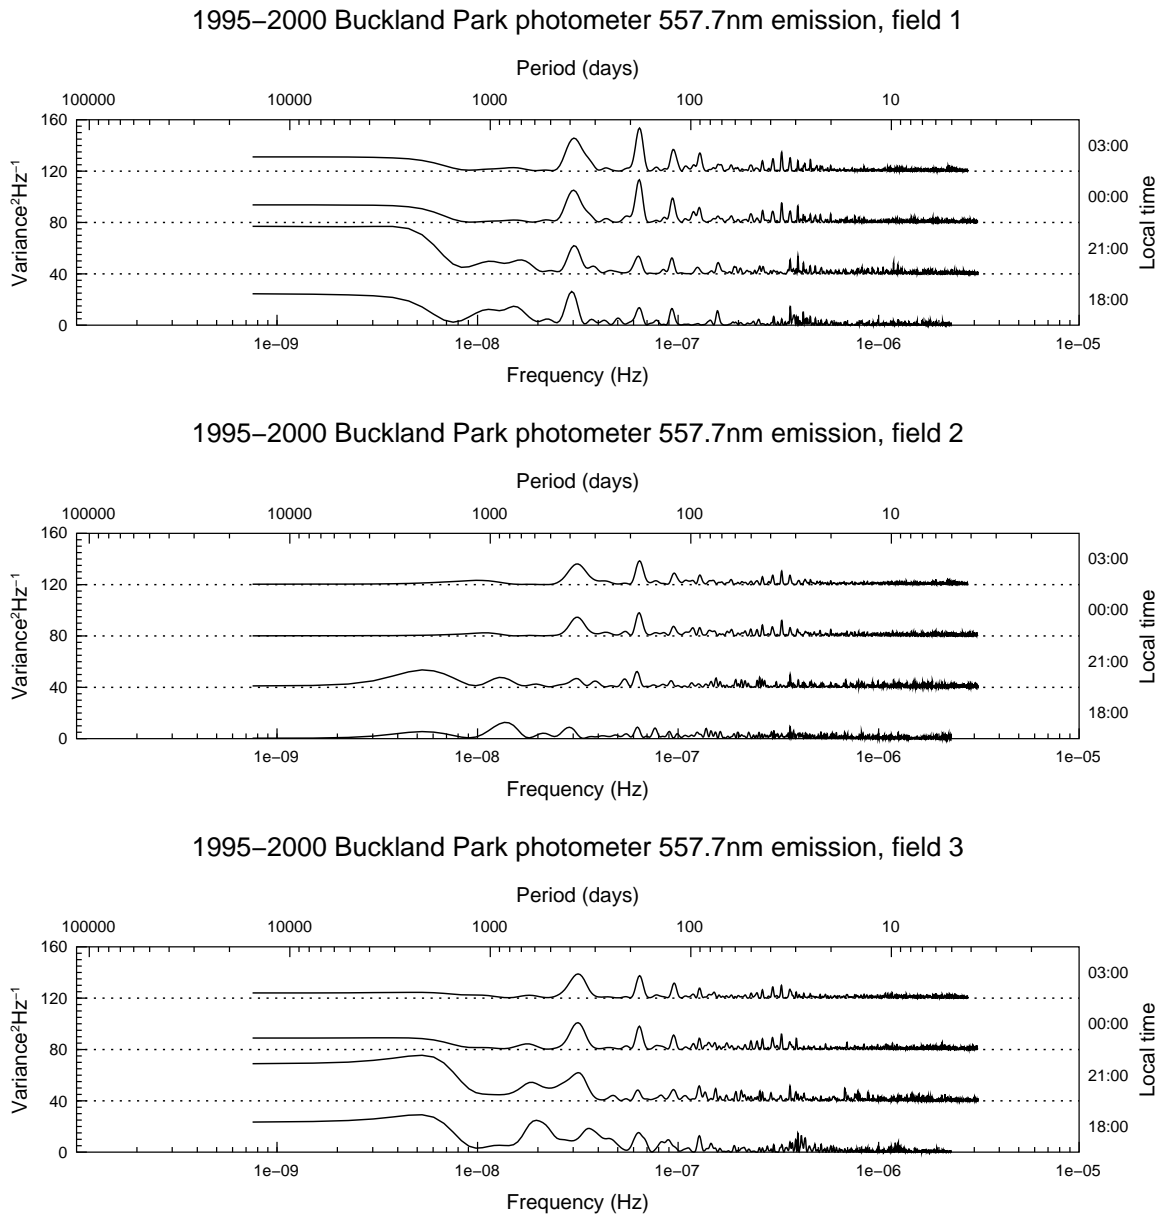 1995−2000 Buckland Park photometer 557.7nm emission, field 1
Period (days)
100000 10000 1000 100 10
160
120
80
40
0
Variance²Hz⁻¹
03:00
00:00
21:00
18:00
Local time
1e−09 1e−08 1e−07 1e−06 1e−05
Frequency (Hz)
1995−2000 Buckland Park photometer 557.7nm emission, field 2
Period (days)
100000 10000 1000 100 10
160
120
80
40
0
Variance²Hz⁻¹
03:00
00:00
21:00
18:00
Local time
1e−09 1e−08 1e−07 1e−06 1e−05
Frequency (Hz)
1995−2000 Buckland Park photometer 557.7nm emission, field 3
Period (days)
100000 10000 1000 100 10
160
120
80
40
0
Variance²Hz⁻¹
03:00
00:00
21:00
18:00
Local time
1e−09 1e−08 1e−07 1e−06 1e−05
Frequency (Hz)